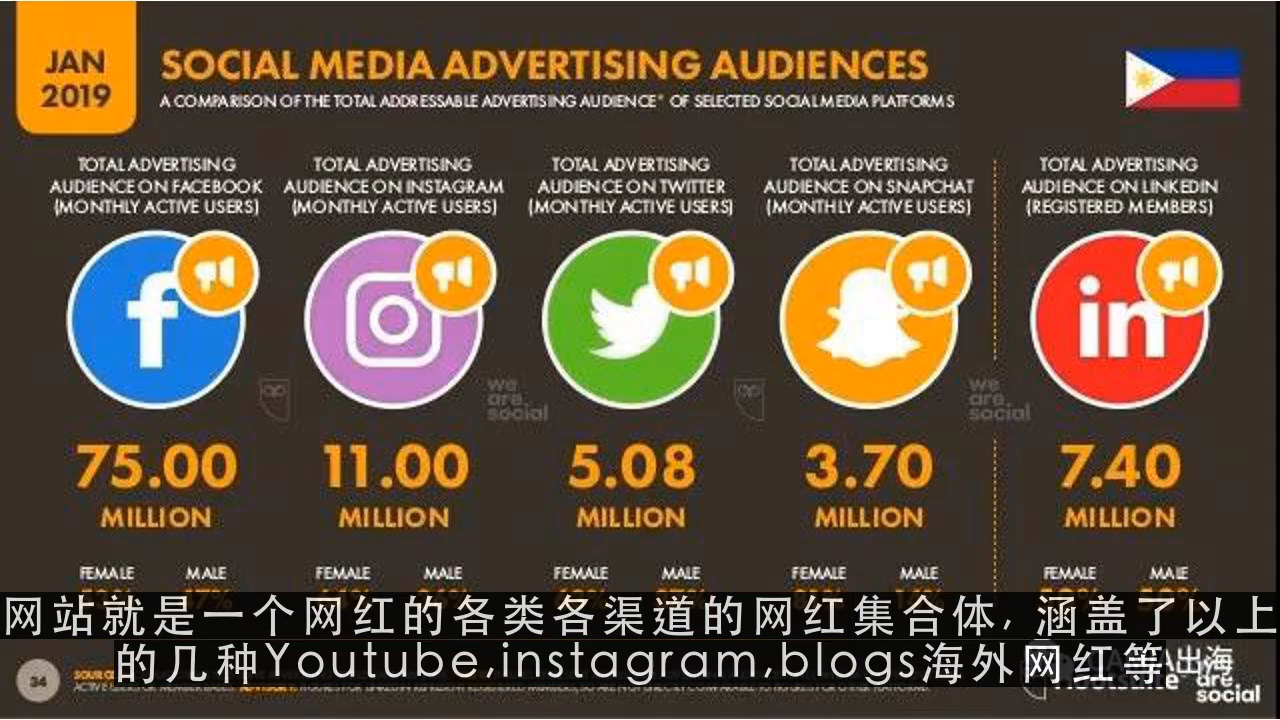 JAN
2019
SOCIAL MEDIA ADVERTISING AUDIENCES
A COMPARISON OF THE TOTAL ADDRESSABLE ADVERTISING AUDIENCE* OF SELECTED SOCIAL MEDIA PLATFORMS
TOTAL ADVERTISING
AUDIENCE ON FACEBOOK
(MONTHLY ACTIVE USERS)
TOTAL ADVERTISING
AUDIENCE ON INSTAGRAM
(MONTHLY ACTIVE USERS)
TOTAL ADVERTISING
AUDIENCE ON TWITTER
(MONTHLY ACTIVE USERS)
TOTAL ADVERTISING
AUDIENCE ON SNAPCHAT
(MONTHLY ACTIVE USERS)
TOTAL ADVERTISING
AUDIENCE ON LINKEDIN
(REGISTERED MEMBERS)
f
in
we
are
social
we
are
social
75.00
MILLION
11.00
MILLION
5.08
MILLION
3.70
MILLION
7.40
MILLION
FEMALE MALE
FEMALE MALE
FEMALE MALE
FEMALE MALE
FEMALE MALE
网站就是一个网红的各类各渠道的网红集合体，涵盖了以上
的几种Youtube,instagram,blogs海外网红等
34
出海
are
social